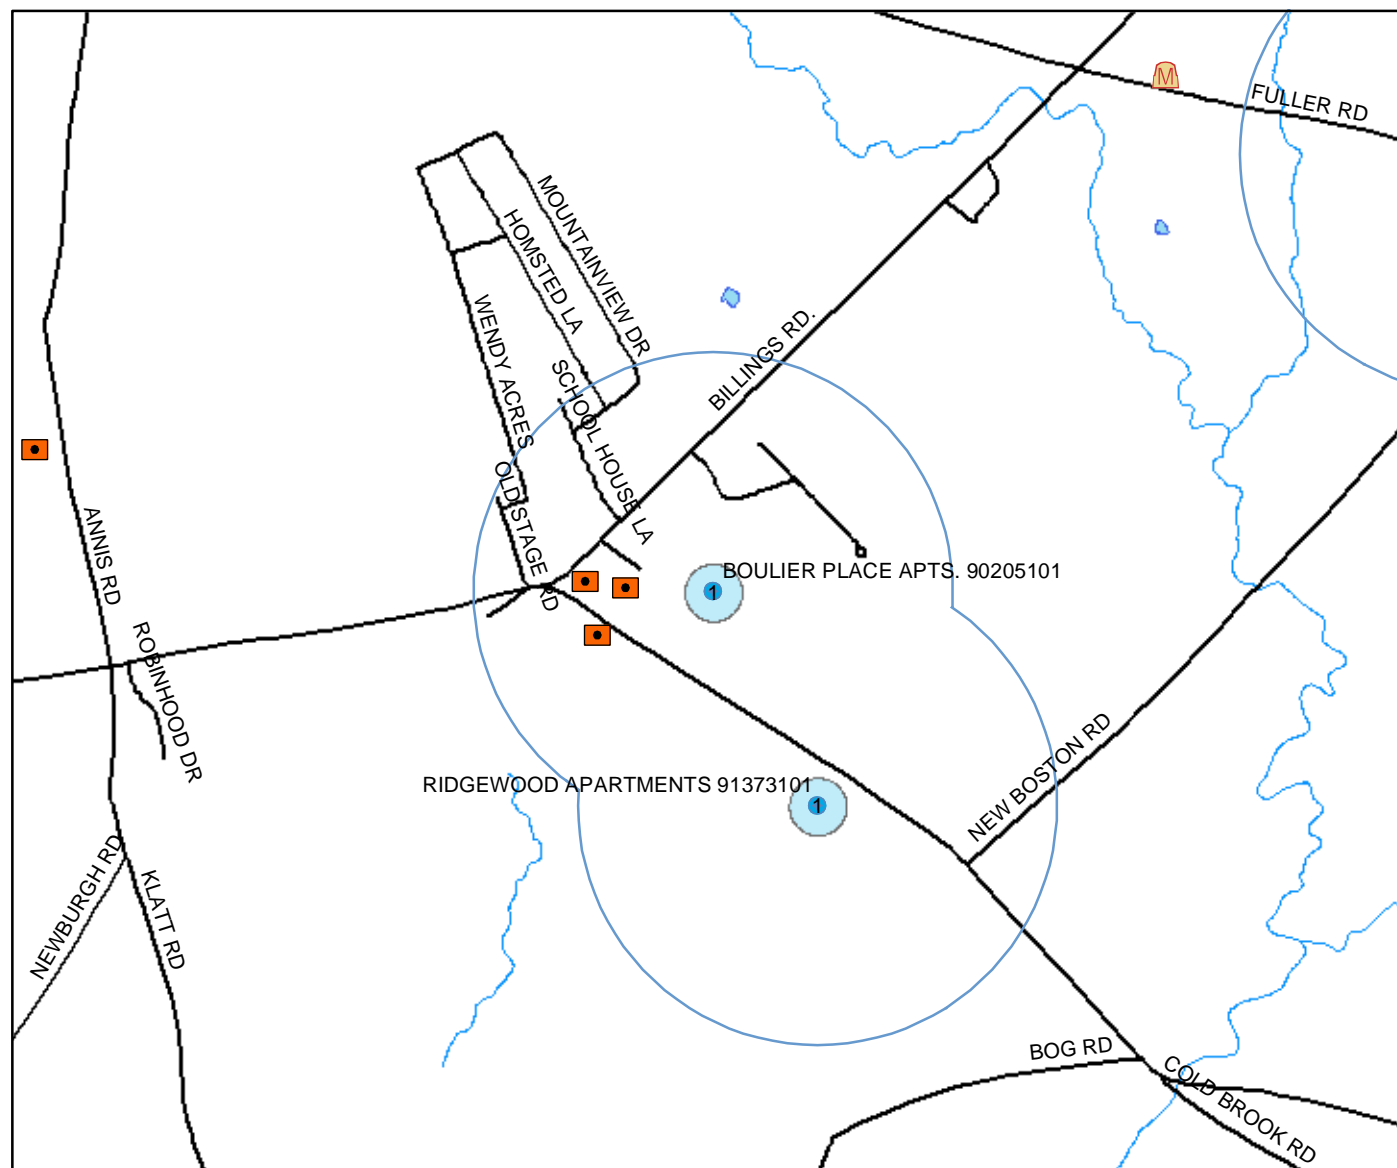 M
FULLER RD
MOUNTAINVIEW DR
HOMSTED LA
WENDY ACRES
BILLINGS RD.
SCHOOL HOUSE LA
OLD STAGE RD
ANNIS RD
1
BOULIER PLACE APTS. 90205101
ROBINHOOD DR
NEW BOSTON RD
RIDGEWOOD APARTMENTS 91373101
1
NEWBURGH RD
KLATT RD
BOG RD
COLD BROOK RD